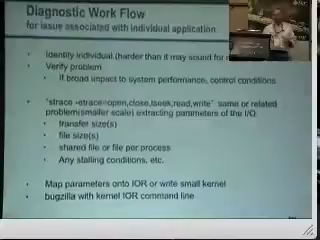 Diagnostic Work Flow
for issue associated with individual application
Identify individual (harder than it may sound for
Verify problem
If broad impact to system performance, control conditions
"strace -etrace=open,close,lseek,read,write" same or related
problem(smaller scale) extracting parameters of the I/O
transfer size(s)
file size(s)
shared file or file per process
Any stalling conditions, etc.
Map parameters onto IOR or write small kernel
bugzilla with kernel IOR command line